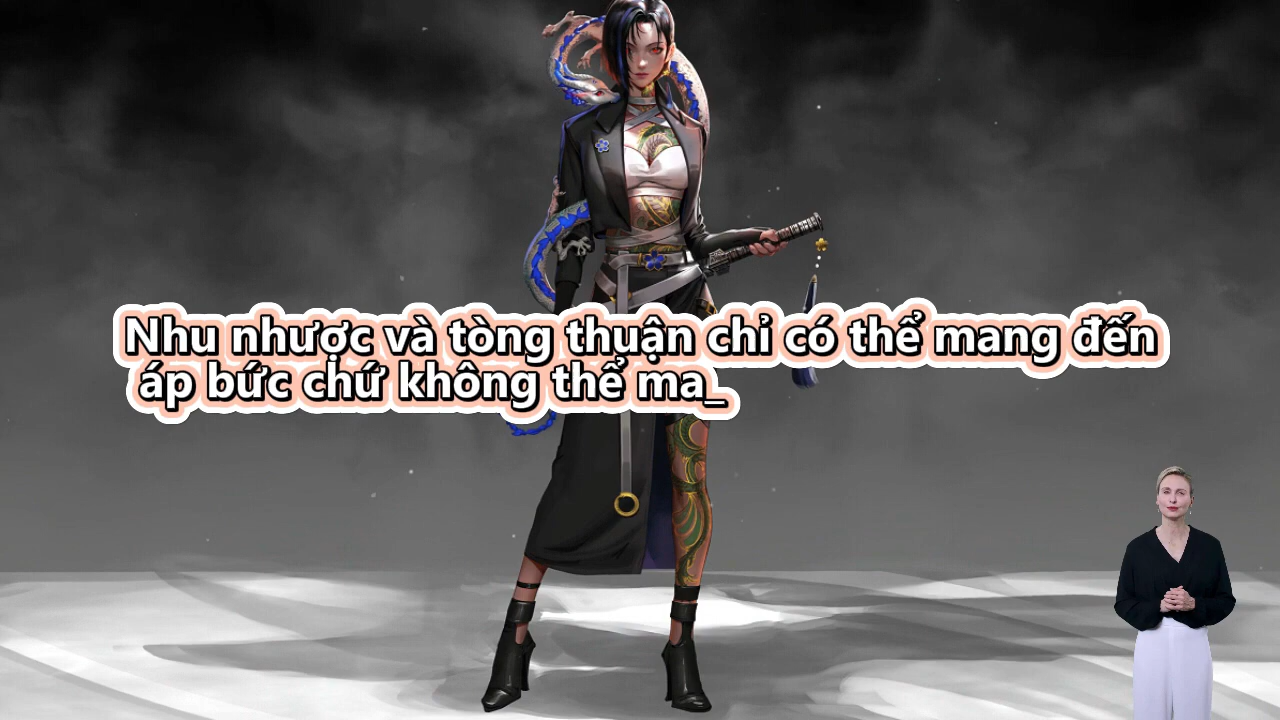 Nhu nhược và tòng thuận chỉ có thể mang đến
áp bức chứ không thể ma_